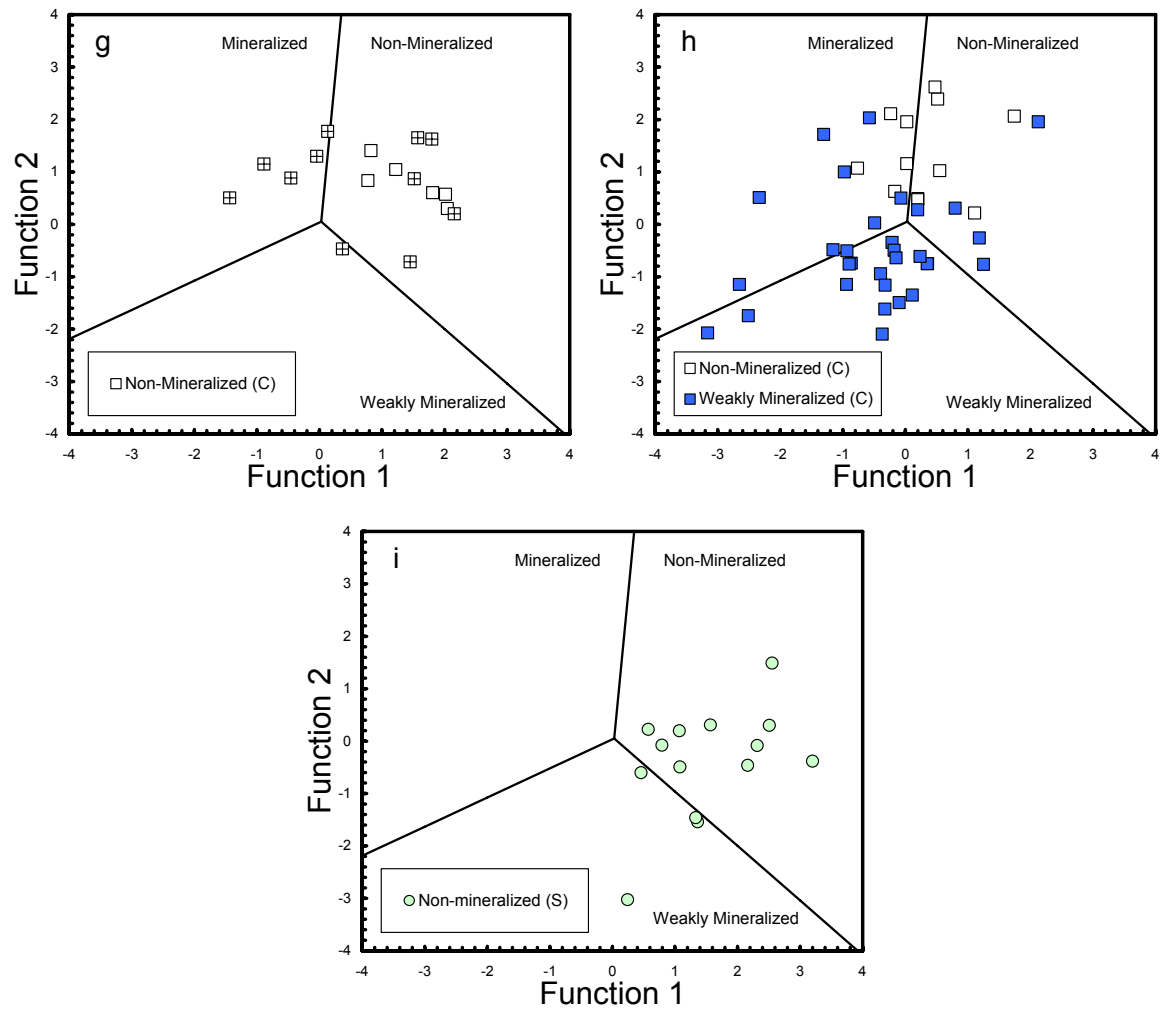 g
Mineralized
Non-Mineralized
4
3
2
1
0
-1
-2
-3
-4
Function 2
Non-Mineralized (C)
Weakly Mineralized
-4
-3
-2
-1
0
1
2
3
4
Function 1
h
Mineralized
Non-Mineralized
4
3
2
1
0
-1
-2
-3
-4
Function 2
Non-Mineralized (C)
Weakly Mineralized (C)
Weakly Mineralized
-4
-3
-2
-1
0
1
2
3
4
Function 1
i
Mineralized
Non-Mineralized
4
3
2
1
0
-1
-2
-3
-4
Function 2
Non-mineralized (S)
Weakly Mineralized
-4
-3
-2
-1
0
1
2
3
4
Function 1